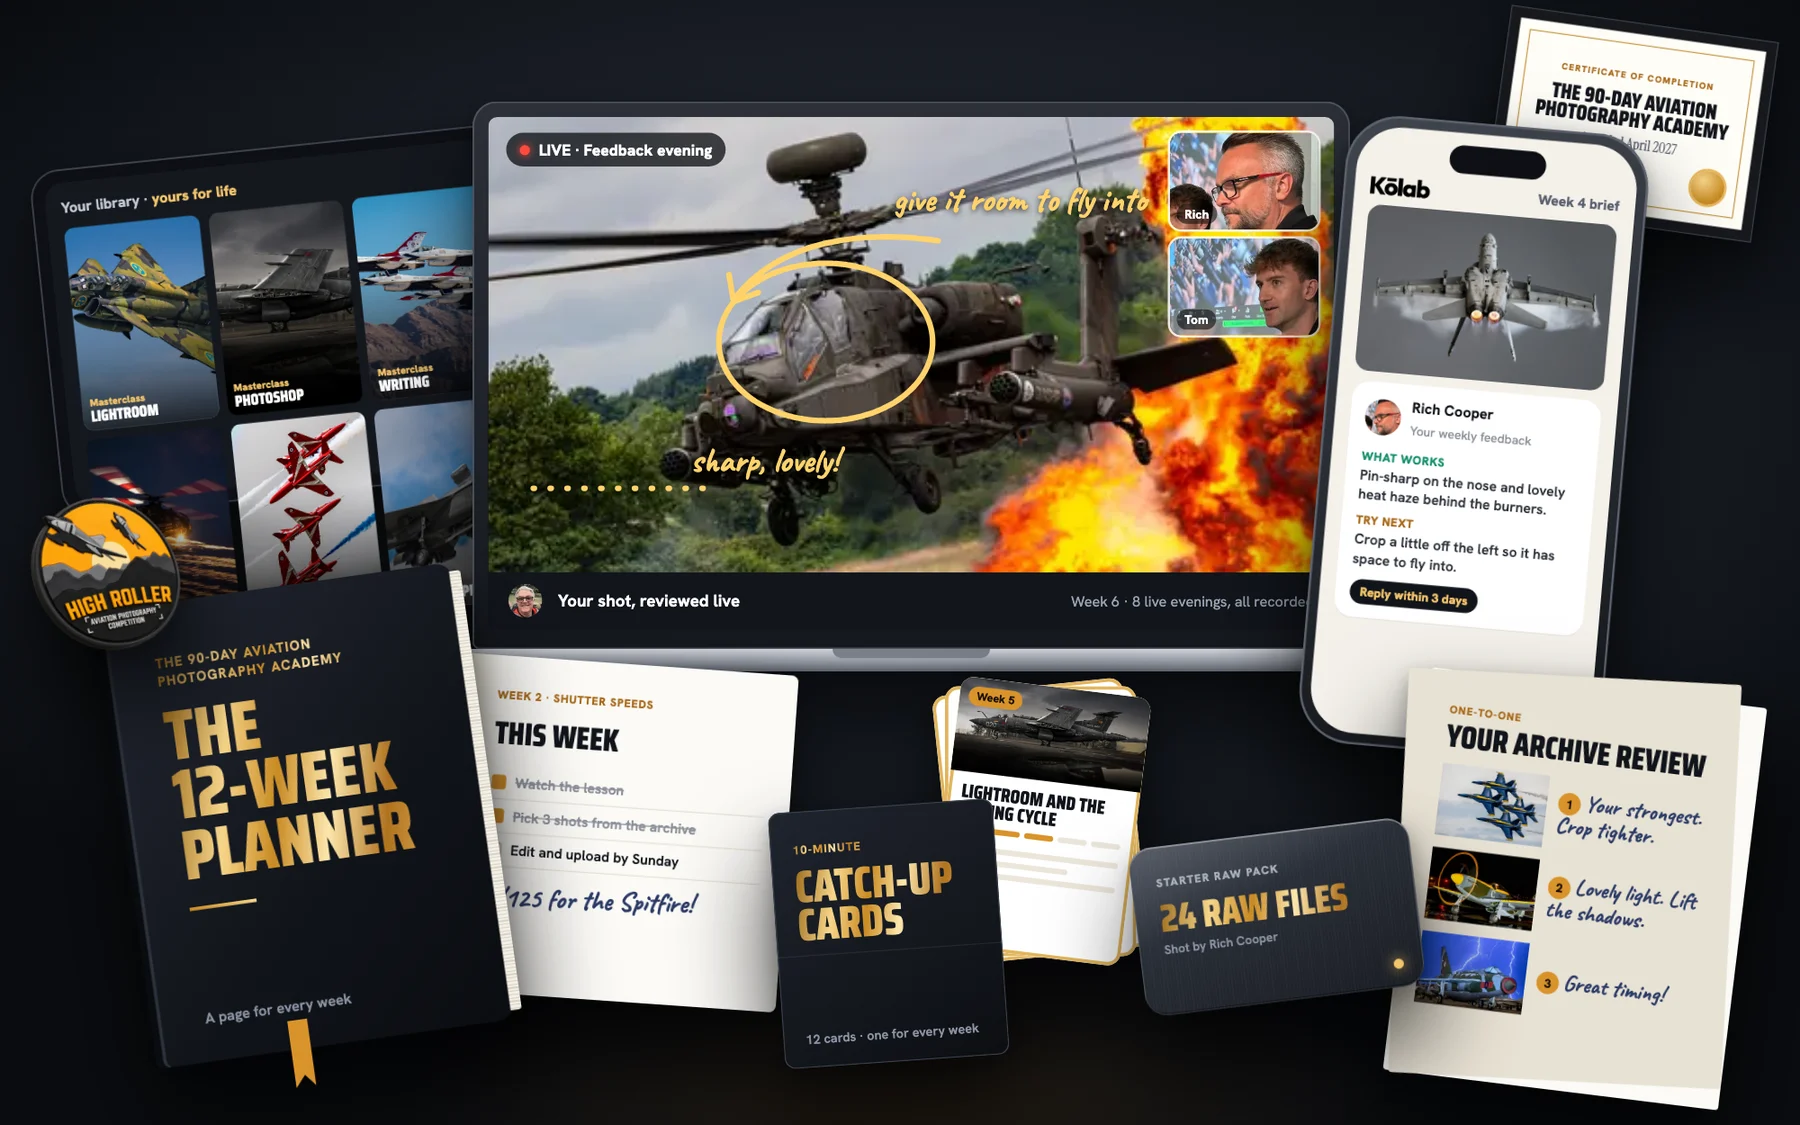 CERTIFICATE OF COMPLETION
THE 90-DAY AVIATION
PHOTOGRAPHY ACADEMY
April 2027
Your library · yours for life
Masterclass
LIGHTROOM
Masterclass
PHOTOSHOP
Masterclass
WRITING
LIVE · Feedback evening
give it room to fly into
sharp, lovely!
Rich
Tom
Your shot, reviewed live
Week 6 · 8 live evenings, all recorde
Kōlab
Week 4 brief
Rich Cooper
Your weekly feedback
WHAT WORKS
Pin-sharp on the nose and lovely
heat haze behind the burners.
TRY NEXT
Crop a little off the left so it has
space to fly into.
Reply within 3 days
HIGH ROLLER
AVIATION PHOTOGRAPHY
COMPETITION
THE 90-DAY AVIATION
PHOTOGRAPHY ACADEMY
THE
12-WEEK
PLANNER
A page for every week
WEEK 2 · SHUTTER SPEEDS
THIS WEEK
Watch the lesson
Pick 3 shots from the archive
Edit and upload by Sunday
/125 for the Spitfire!
10-MINUTE
CATCH-UP
CARDS
12 cards · one for every week
Week 5
LIGHTROOM AND THE
ING CYCLE
STARTER RAW PACK
24 RAW FILES
Shot by Rich Cooper
ONE-TO-ONE
YOUR ARCHIVE REVIEW
1 Your strongest.
Crop tighter.
2 Lovely light. Lift
the shadows.
3 Great timing!